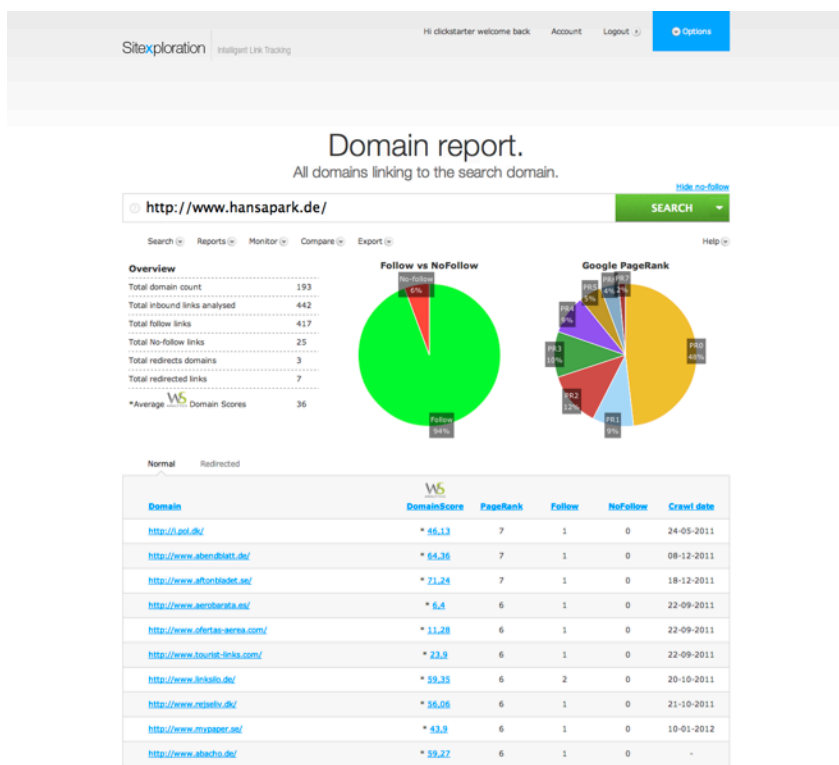 Hi clickstarter welcome back Account Logout Options
Sitexploration Intelligent Link Tracking
Domain report.
All domains linking to the search domain.
Hide no-follow
http://www.hansapark.de/ SEARCH
Search Reports Monitor Compare Export Help
Overview
Total domain count 193
Total inbound links analysed 442
Total follow links 417
Total No-follow links 25
Total redirects domains 3
Total redirected links 7
*Average WS Domain Scores 36
Follow vs NoFollow
No-follow
6%
Follow
94%
Google PageRank
PR0
48%
PR1
9%
PR2
12%
PR3
10%
PR4
9%
PR5
5%
PR6
4%
PR7
2%
Normal Redirected
WS
Domain DomainScore PageRank Follow NoFollow Crawl date
http://i.pol.dk/ * 46,13 7 1 0 24-05-2011
http://www.abendblatt.de/ * 64,36 7 1 0 08-12-2011
http://www.aftonbladet.se/ * 71,24 7 1 0 18-12-2011
http://www.aerobarata.es/ * 6,4 6 1 0 22-09-2011
http://www.ofertas-aerea.com/ * 11,28 6 1 0 22-09-2011
http://www.tourist-links.com/ * 23,9 6 1 0 22-09-2011
http://www.linksilo.de/ * 59,35 6 2 0 20-10-2011
http://www.rejseliv.dk/ * 56,06 6 1 0 21-10-2011
http://www.mypaper.se/ * 43,9 6 1 0 10-01-2012
http://www.abacho.de/ * 59,27 6 1 0 -